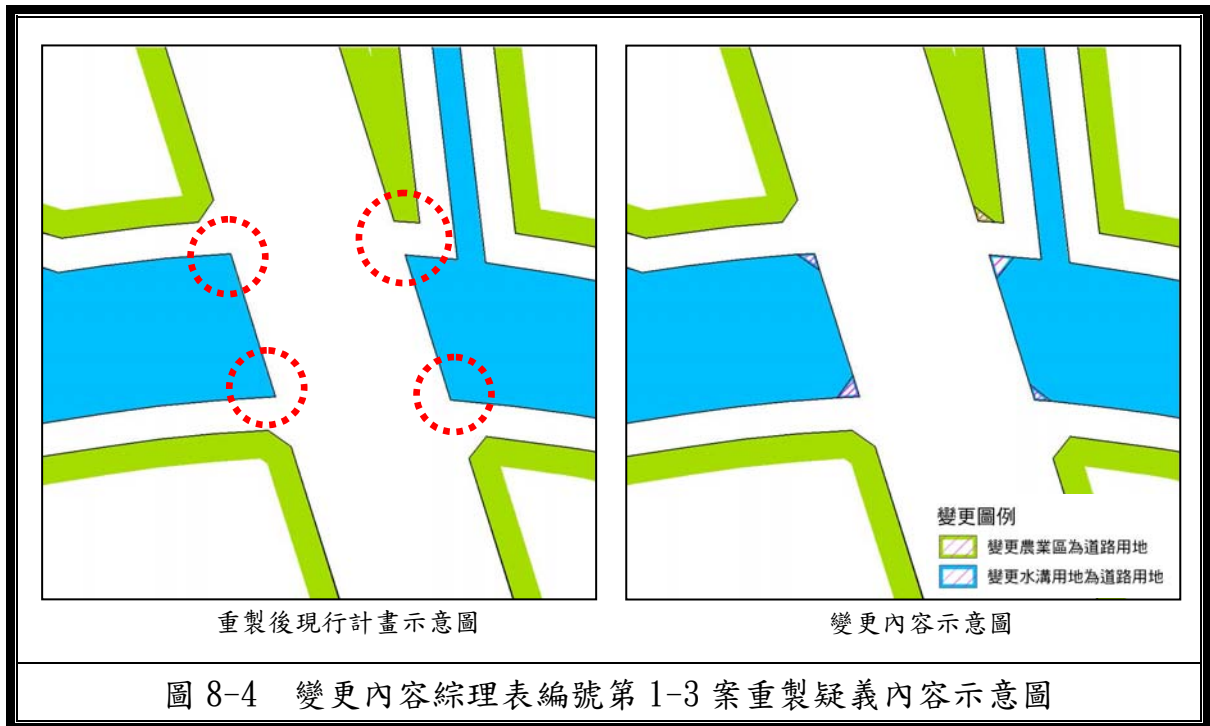 變更圖例
變更農業區為道路用地
變更水溝用地為道路用地
重製後現行計畫示意圖
變更內容示意圖
圖 8-4 變更內容綜理表編號第 1-3 案重製疑義內容示意圖